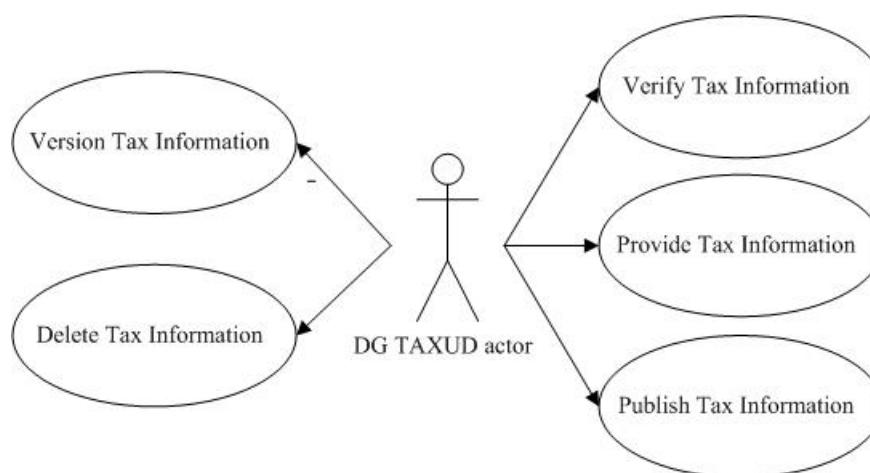 Verify Tax Information
Version Tax Information
-
Provide Tax Information
Delete Tax Information
DG TAXUD actor
Publish Tax Information